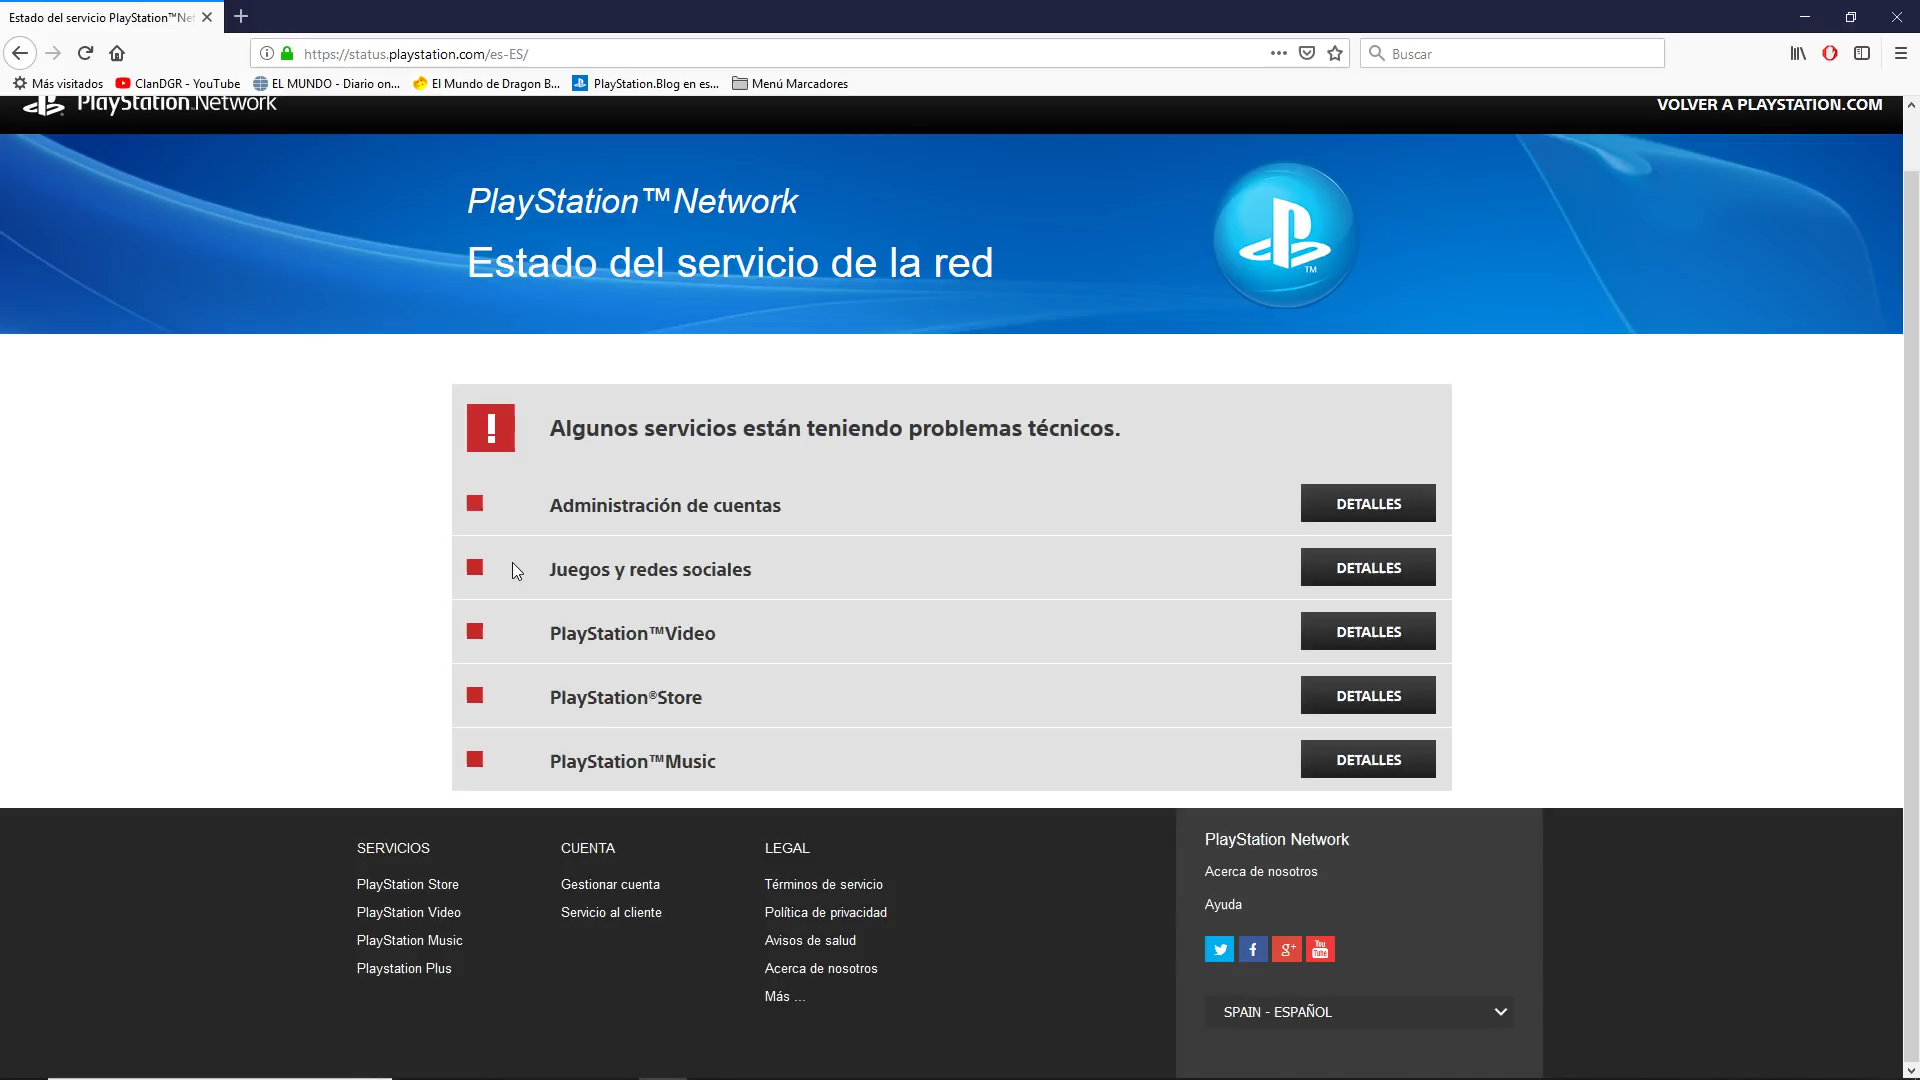 Estado del servicio PlayStation™Net
https://status.playstation.com/es-ES/
Buscar
Más visitados
ClanDGR - YouTube
EL MUNDO - Diario on...
El Mundo de Dragon B...
PlayStation.Blog en es...
Menú Marcadores
PlayStation.Network
VOLVER A PLAYSTATION.COM
PlayStation™Network
Estado del servicio de la red
TM
!
Algunos servicios están teniendo problemas técnicos.
Administración de cuentas
DETALLES
Juegos y redes sociales
DETALLES
PlayStation™Video
DETALLES
PlayStation®Store
DETALLES
PlayStation™Music
DETALLES
SERVICIOS
PlayStation Store
PlayStation Video
PlayStation Music
Playstation Plus
CUENTA
Gestionar cuenta
Servicio al cliente
LEGAL
Términos de servicio
Política de privacidad
Avisos de salud
Acerca de nosotros
Más ...
PlayStation Network
Acerca de nosotros
Ayuda
f
g+
You
Tube
SPAIN - ESPAÑOL